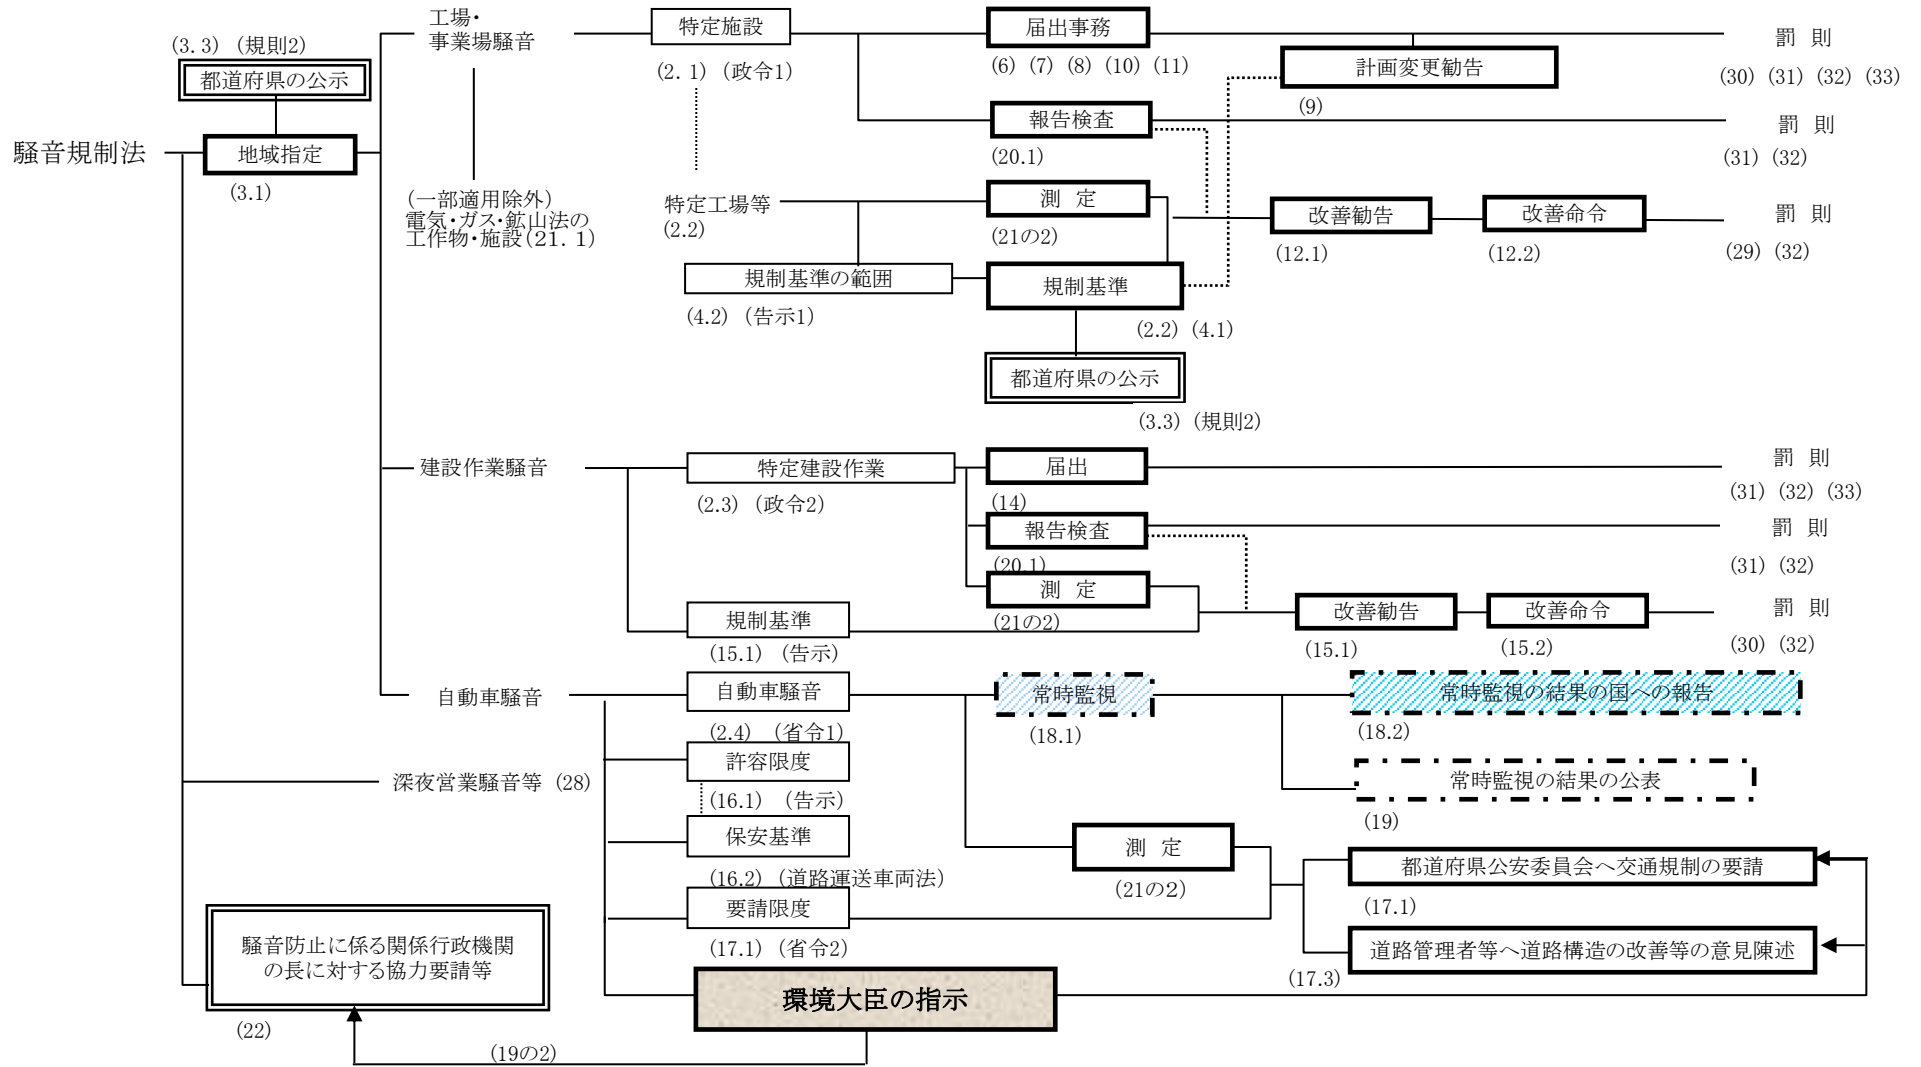 工場・
事業場騒音
特定施設
(2. 1) (政令1)
届出事務
(6) (7) (8) (10) (11)
計画変更勧告
(9)
罰 則
(30) (31) (32) (33)
(3. 3) (規則2)
都道府県の公示
報告検査
(20.1)
罰 則
(31) (32)
騒音規制法
地域指定
(3.1)
(一部適用除外)
電気・ガス・鉱山法の
工作物・施設(21. 1)
特定工場等
(2.2)
測 定
(21の2)
改善勧告
(12.1)
改善命令
(12.2)
罰 則
(29) (32)
規制基準の範囲
(4.2) (告示1)
規制基準
(2.2) (4.1)
都道府県の公示
(3.3) (規則2)
建設作業騒音
特定建設作業
(2.3) (政令2)
届出
(14)
罰 則
(31) (32) (33)
報告検査
(20.1)
罰 則
(31) (32)
測 定
(21の2)
規制基準
(15.1) (告示)
改善勧告
(15.1)
改善命令
(15.2)
罰 則
(30) (32)
自動車騒音
自動車騒音
(2.4) (省令1)
常時監視
(18.1)
常時監視の結果の国への報告
(18.2)
許容限度
(16.1) (告示)
常時監視の結果の公表
(19)
深夜営業騒音等 (28)
保安基準
(16.2) (道路運送車両法)
測 定
(21の2)
都道府県公安委員会へ交通規制の要請
(17.1)
要請限度
(17.1) (省令2)
道路管理者等へ道路構造の改善等の意見陳述
(17.3)
騒音防止に係る関係行政機関
の長に対する協力要請等
(22)
環境大臣の指示
(19の2)